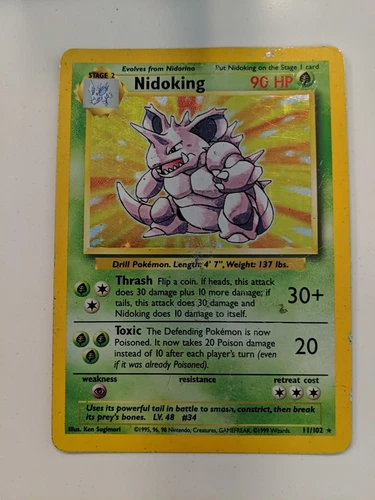 Evolves from Nidorino Put Nidoking on the Stage 1 card
STAGE 2
Nidoking 90 HP
Drill Pokémon. Length: 4' 7", Weight: 137 lbs.
Thrash Flip a coin. If heads, this attack
does 30 damage plus 10 more damage; if
tails, this attack does 30 damage and
Nidoking does 10 damage to itself.
30+
Toxic The Defending Pokémon is now
Poisoned. It now takes 20 Poison damage
instead of 10 after each player's turn (even
if it was already Poisoned).
20
weakness resistance retreat cost
Uses its powerful tail in battle to smash, constrict, then break
its prey's bones. LV. 48 #34
Illus. Ken Sugimori ©1995, 96, 98 Nintendo, Creatures, GAMEFREAK. ©1999 Wizards. 11/102 ★